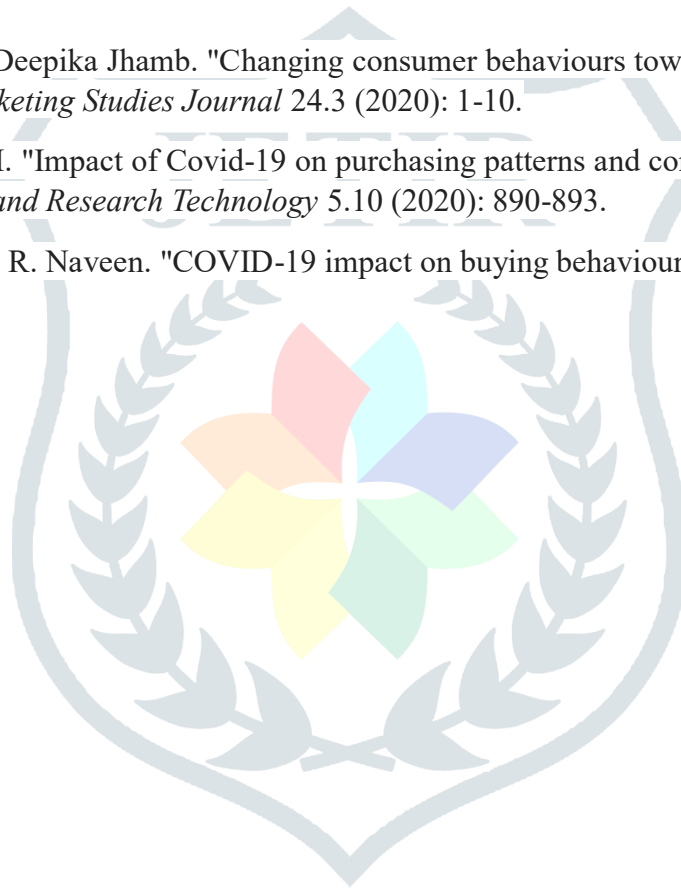 Deepika Jhamb. "Changing consumer behaviours tow
keting Studies Journal 24.3 (2020): 1-10.
. "Impact of Covid-19 on purchasing patterns and co
and Research Technology 5.10 (2020): 890-893.
R. Naveen. "COVID-19 impact on buying behaviour